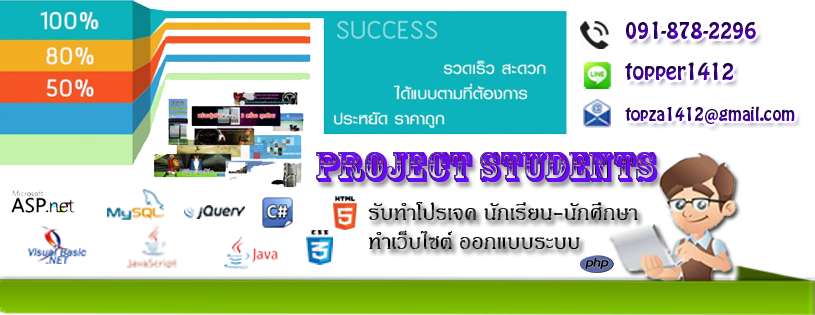 100%
80%
50%
SUCCESS
รวดเร็ว สะดวก
ได้แบบตามที่ต้องการ
ประหยัด ราคาถูก
091-878-2296
LINE
topper1412
topza1412@gmail.com
PROJECT STUDENTS
รับทำโปรเจค นักเรียน-นักศึกษา
ทำเว็บไซต์ ออกแบบระบบ
Microsoft
ASP.net
MySQL
jQuery
C#
HTML
5
Visual Basic
.NET
JavaScript
Java
CSS
3
php